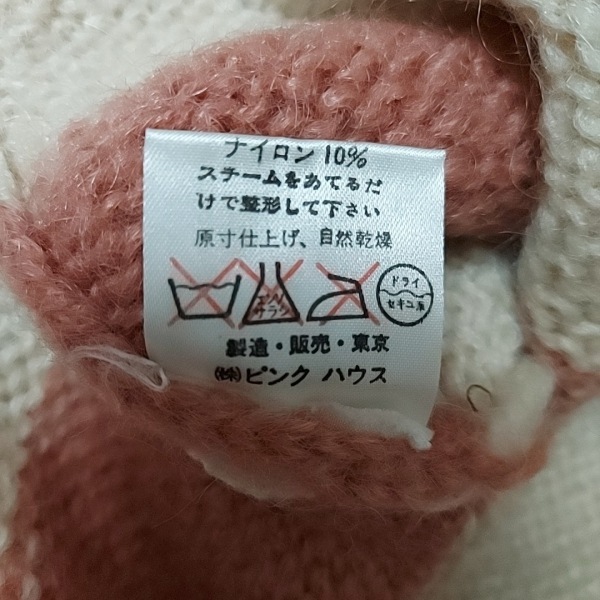 ナイロン10%
スチームをあてるだ
けで整形して下さい
原寸仕上げ、自然乾燥
エンソ
サラシ
ドライ
セキユ系
製造・販売・東京
㈱ピンク ハウス